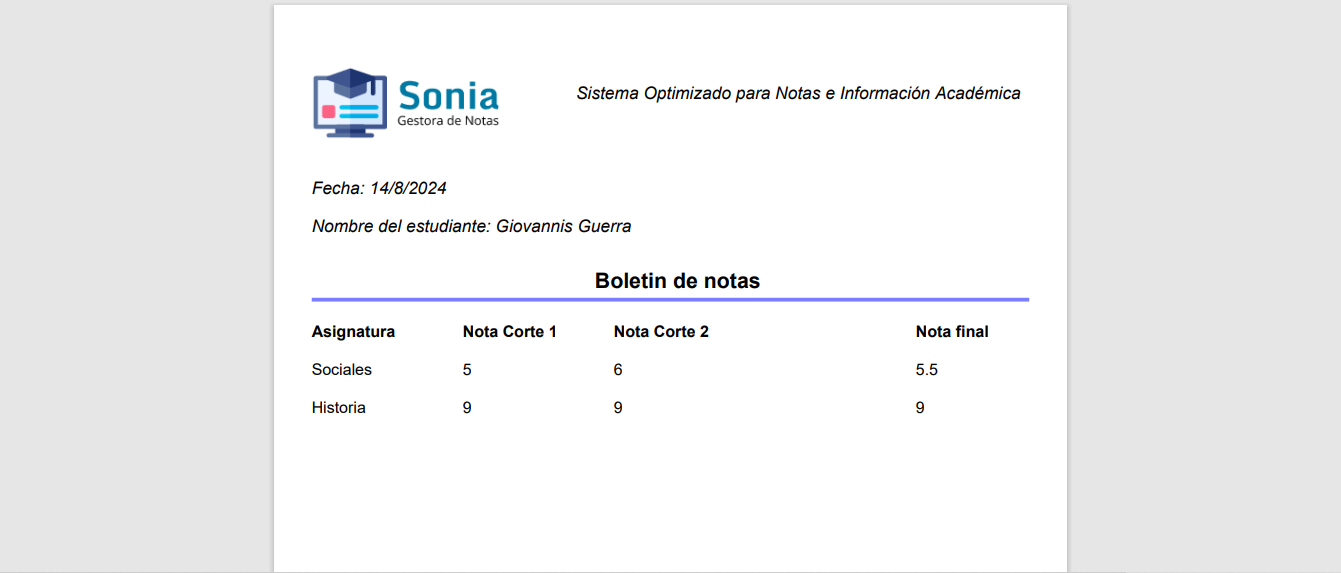 Sonia
Gestora de Notas
Sistema Optimizado para Notas e Información Académica
Fecha: 14/8/2024
Nombre del estudiante: Giovannis Guerra
Boletin de notas
Asignatura Nota Corte 1 Nota Corte 2 Nota final
Sociales 5 6 5.5
Historia 9 9 9